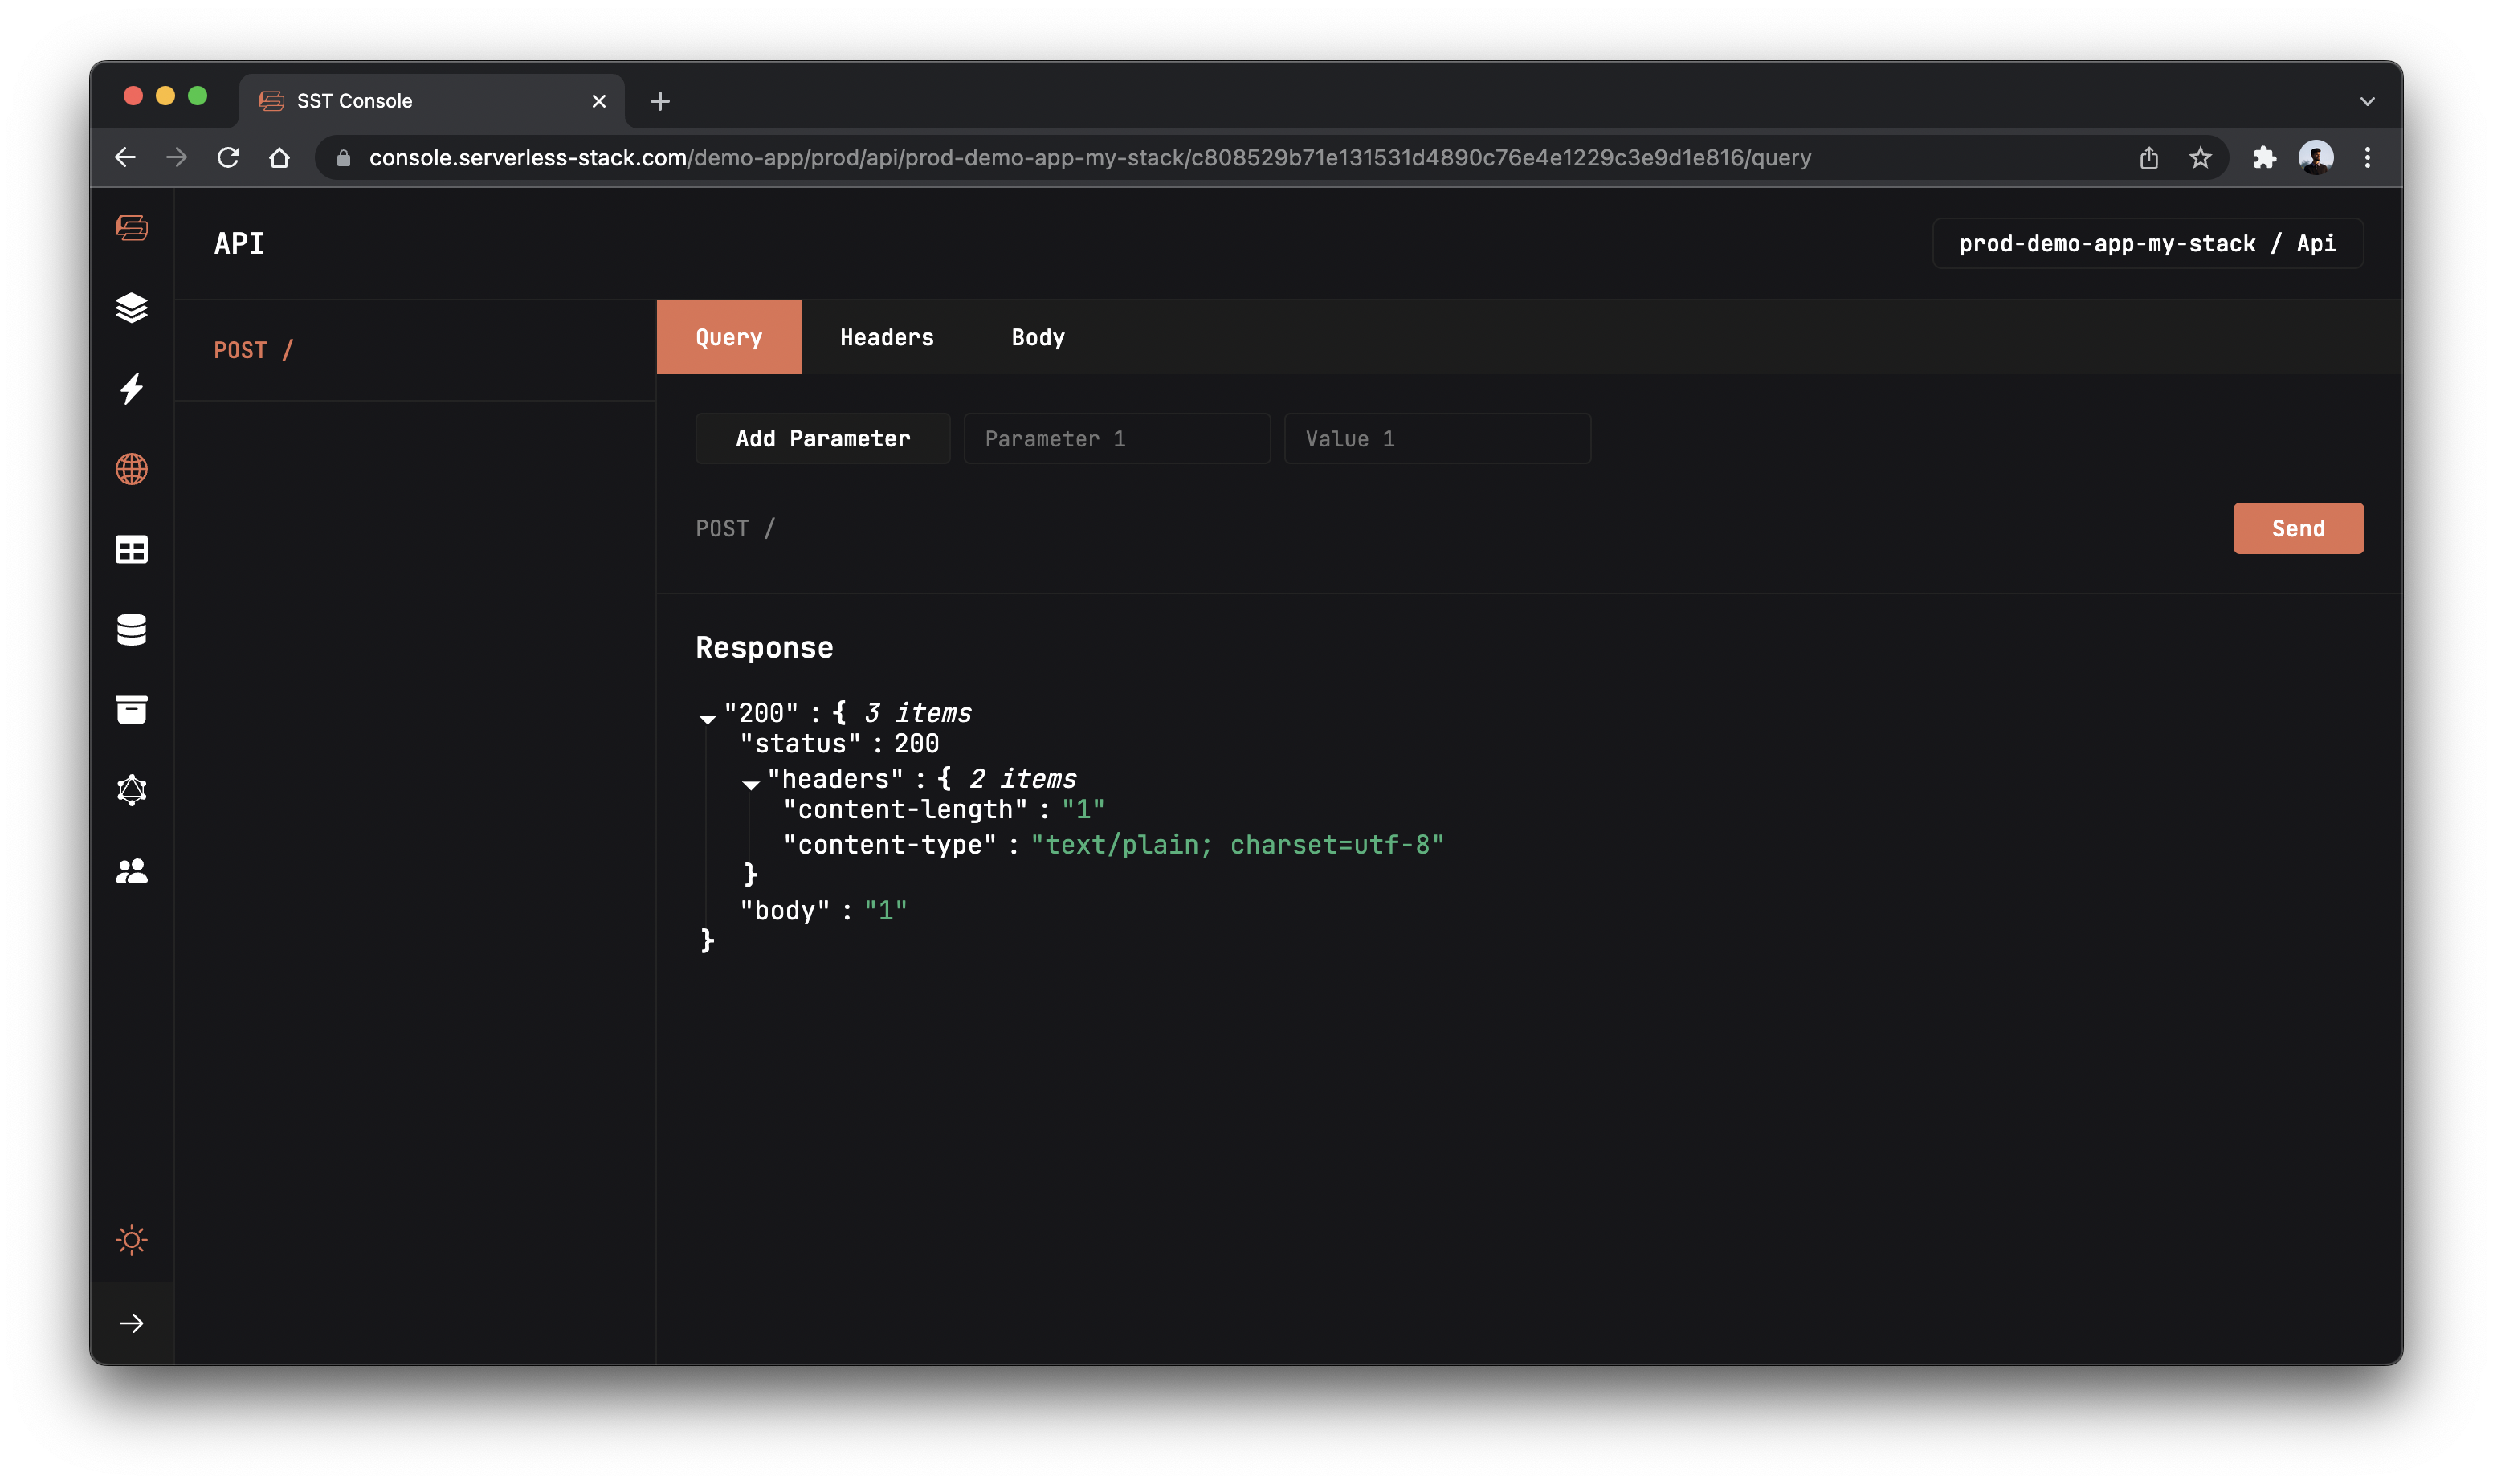 SST Console
console.serverless-stack.com/demo-app/prod/api/prod-demo-app-my-stack/c808529b71e131531d4890c76e4e1229c3e9d1e816/query
API
prod-demo-app-my-stack / Api
POST /
Query Headers Body
Add Parameter Parameter 1 Value 1
POST /
Send
Response
"200" : { 3 items
"status" : 200
"headers" : { 2 items
"content-length" : "1"
"content-type" : "text/plain; charset=utf-8"
}
"body" : "1"
}